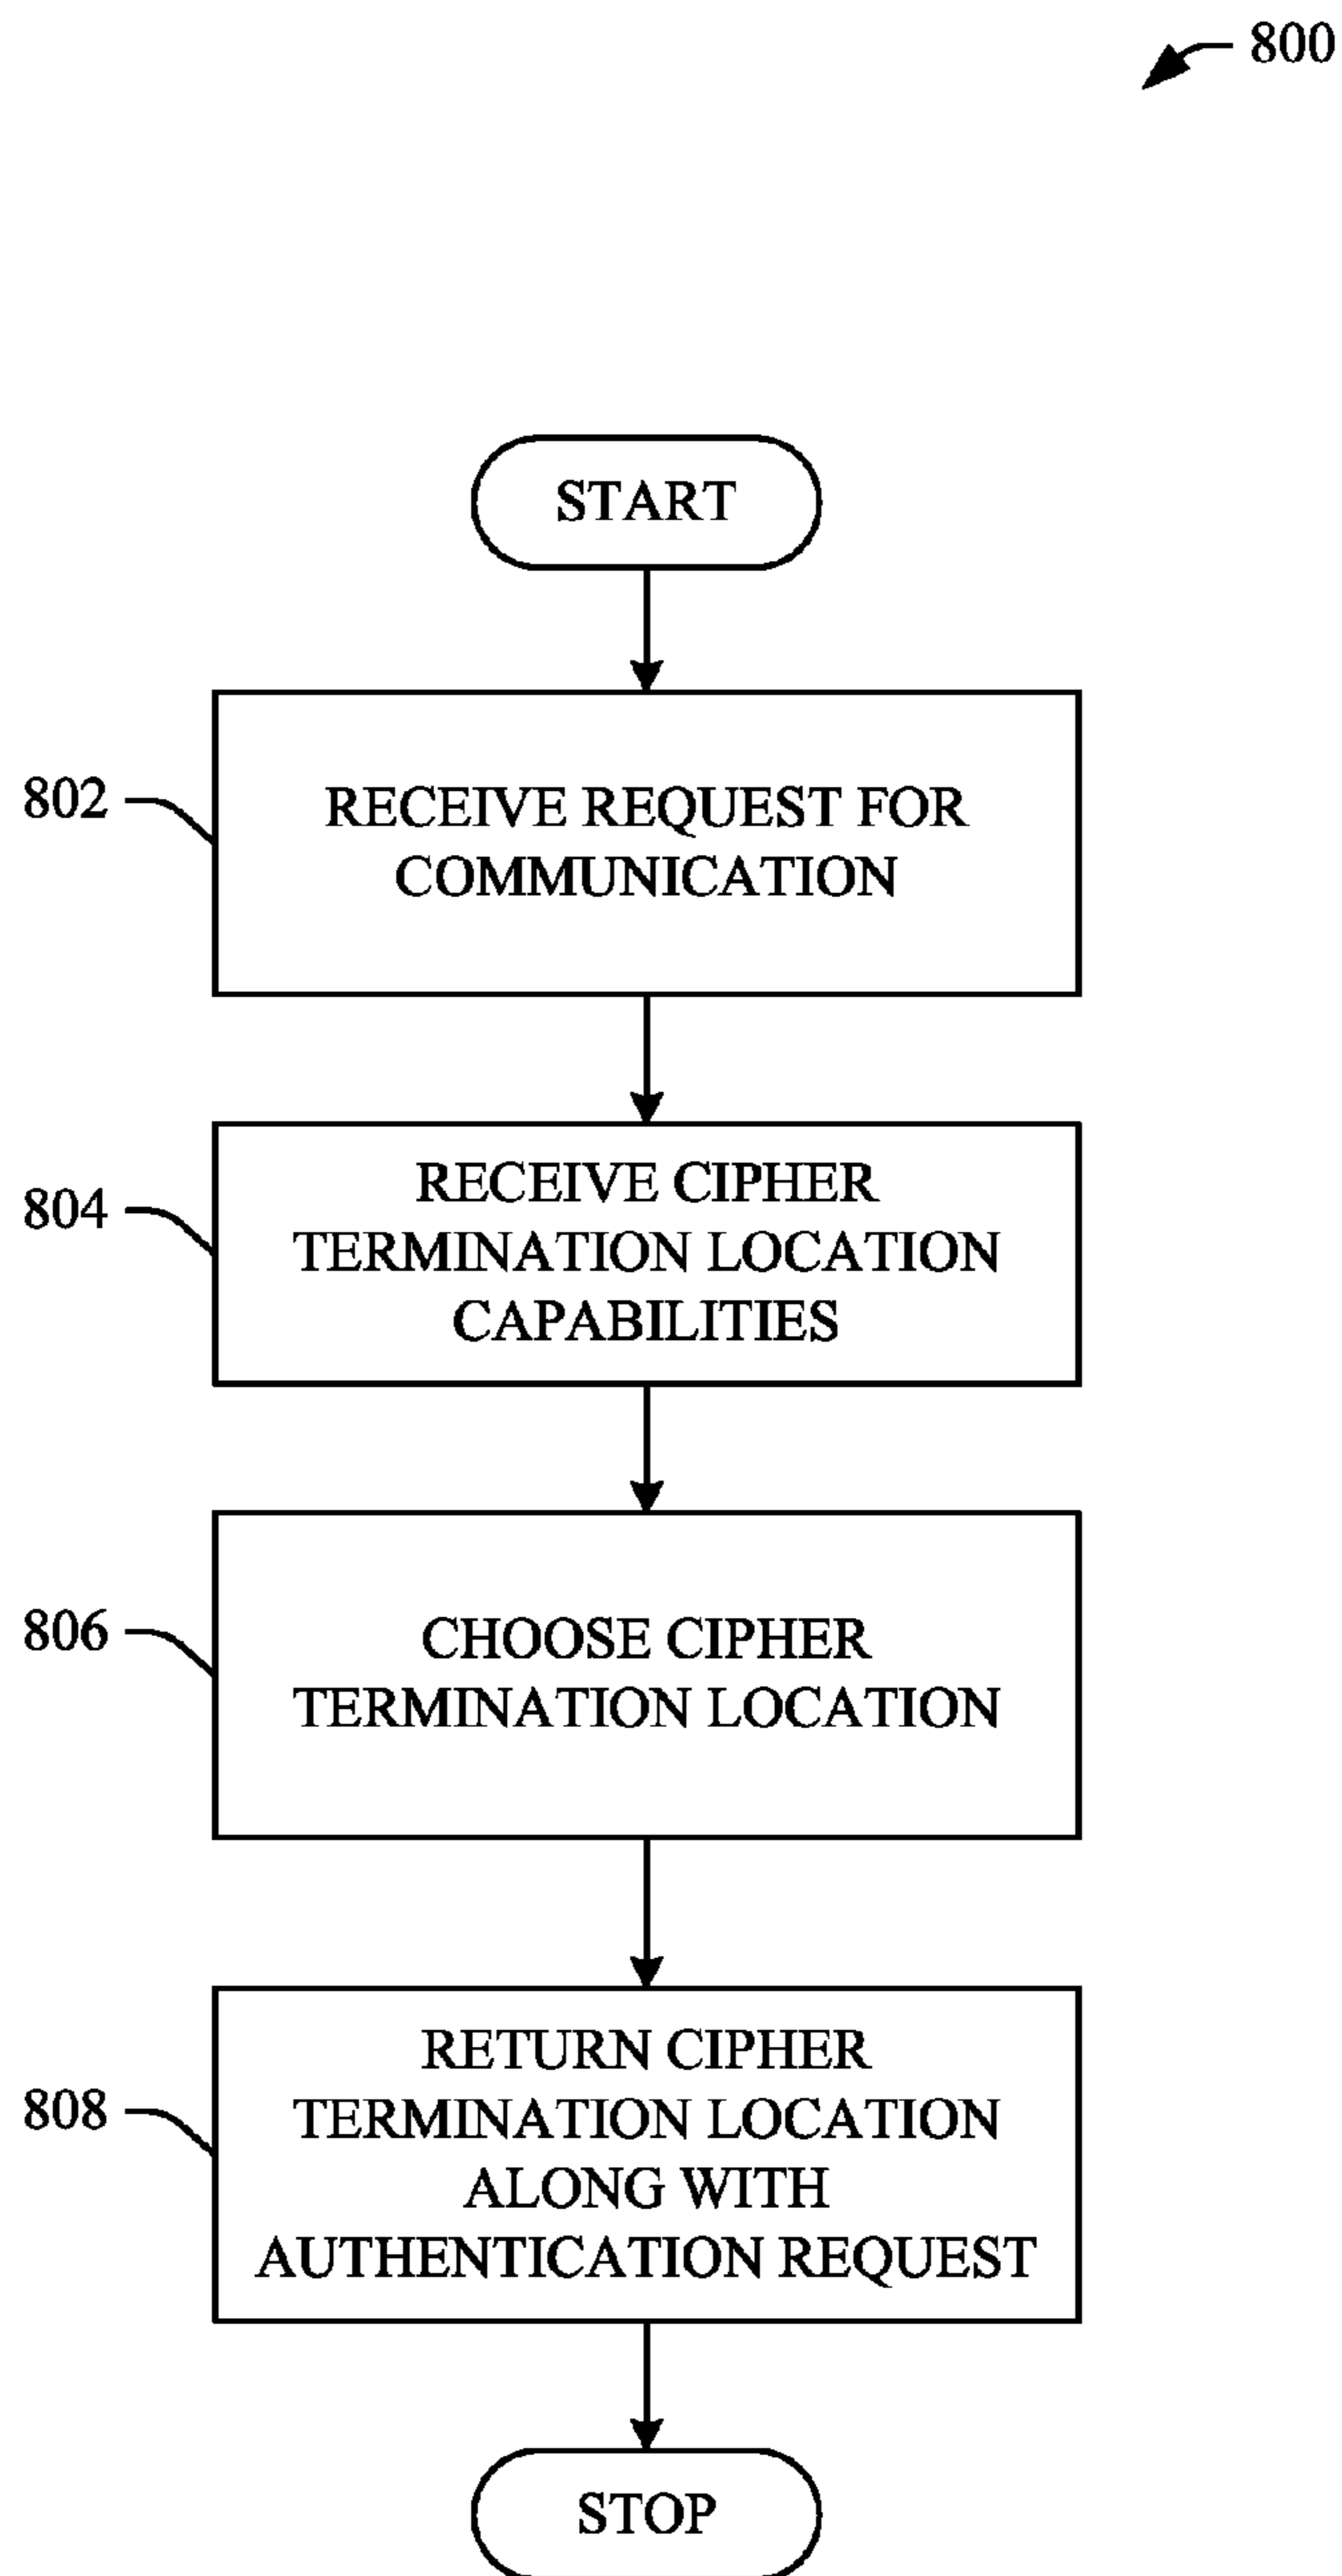 800
START
802
RECEIVE REQUEST FOR
COMMUNICATION
804
RECEIVE CIPHER
TERMINATION LOCATION
CAPABILITIES
806
CHOOSE CIPHER
TERMINATION LOCATION
808
RETURN CIPHER
TERMINATION LOCATION
ALONG WITH
AUTHENTICATION REQUEST
STOP